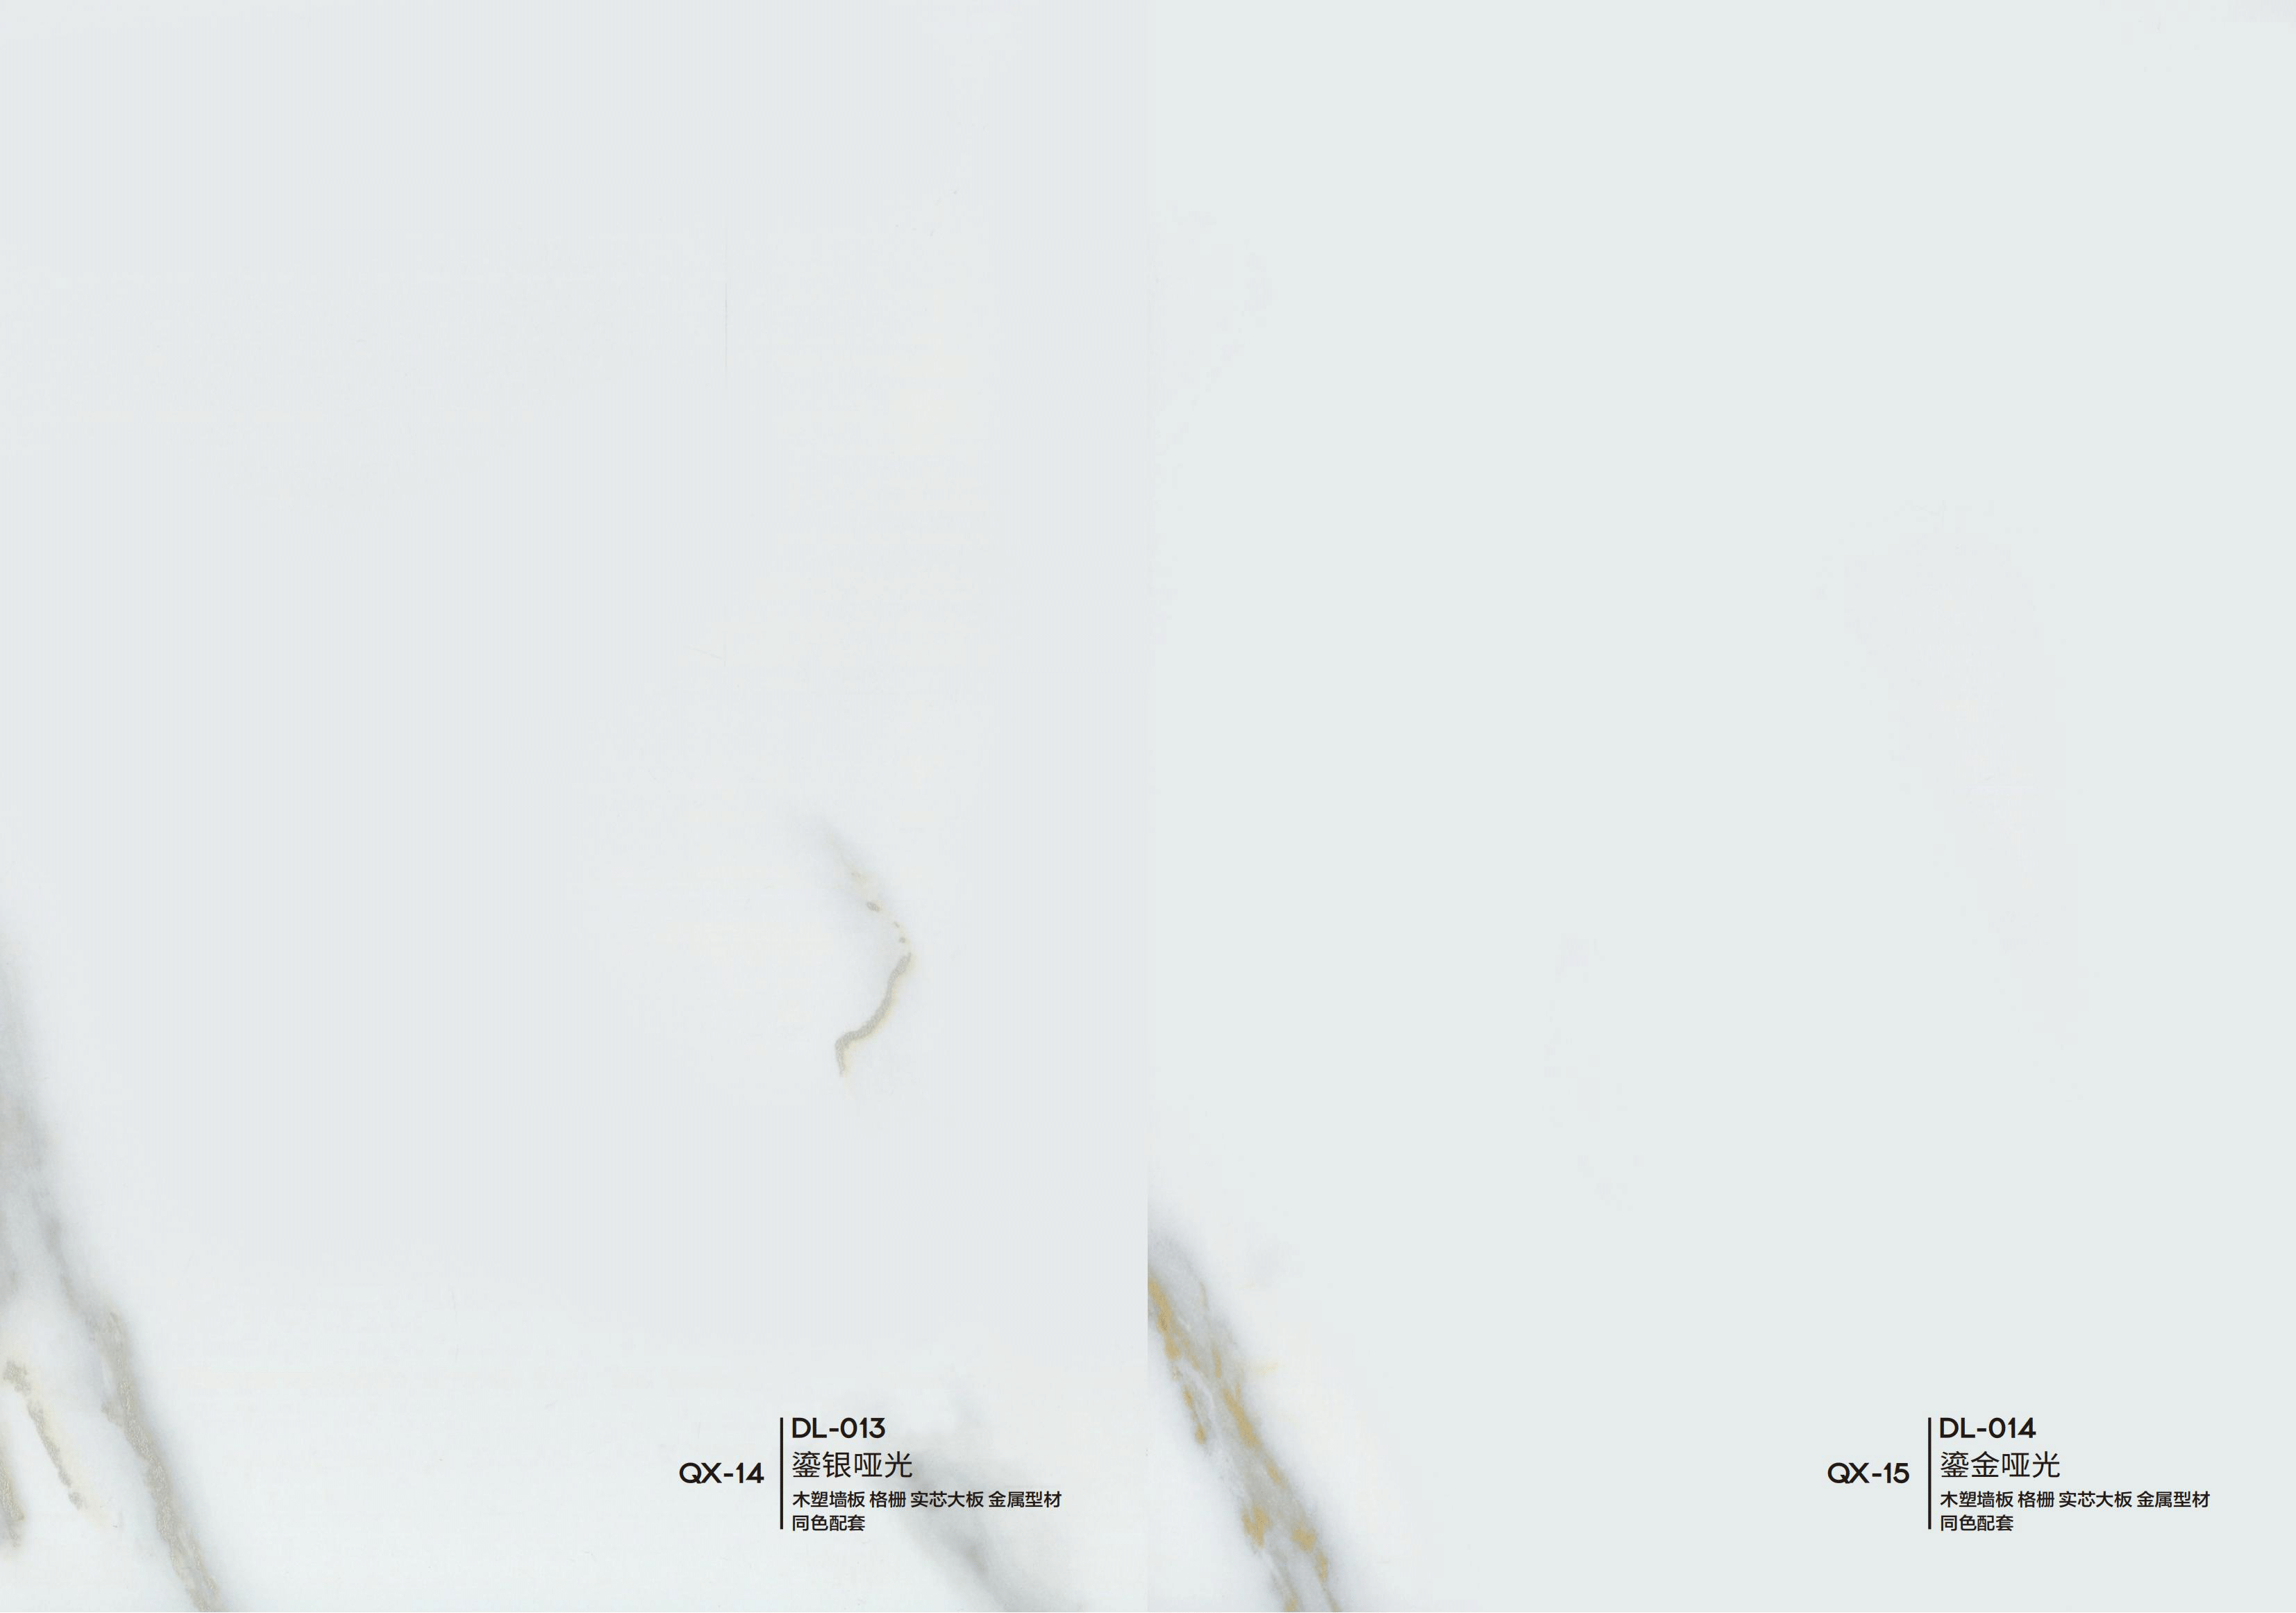 QX-14
DL-013
鎏银哑光
木塑墙板 格栅 实芯大板 金属型材
同色配套
QX-15
DL-014
鎏金哑光
木塑墙板 格栅 实芯大板 金属型材
同色配套